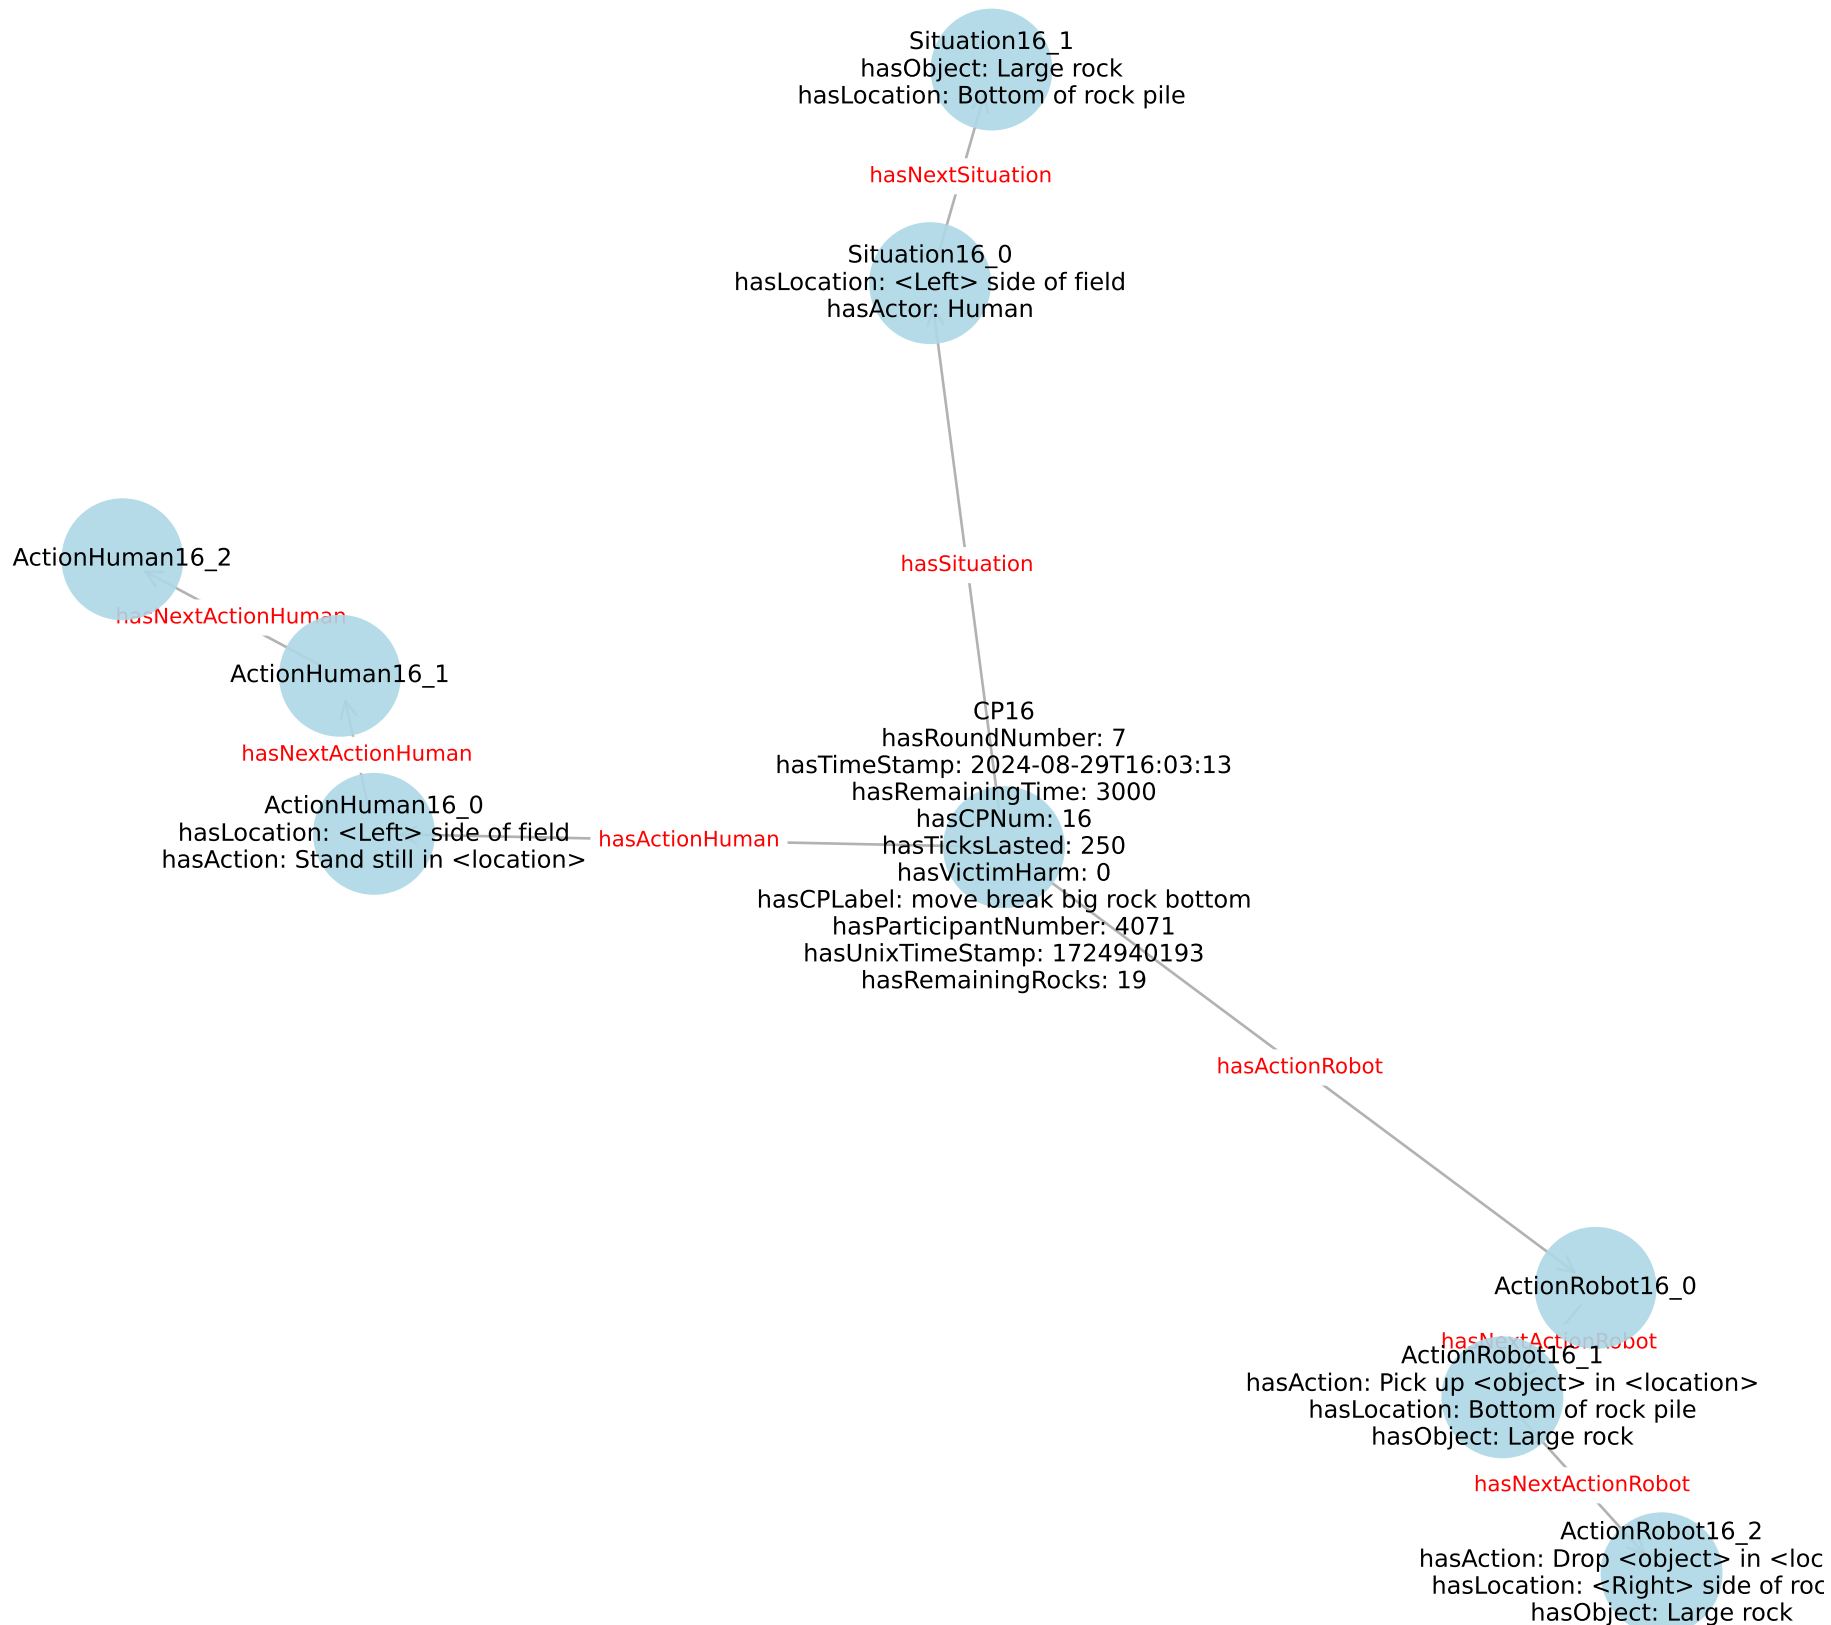 Situation16_1
hasObject: Large rock
hasLocation: Bottom of rock pile
hasNextSituation
Situation16_0
hasLocation: <Left> side of field
hasActor: Human
hasSituation
ActionHuman16_2
hasNextActionHuman
ActionHuman16_1
hasNextActionHuman
ActionHuman16_0
hasLocation: <Left> side of field
hasAction: Stand still in <location>
hasActionHuman
CP16
hasRoundNumber: 7
hasTimeStamp: 2024-08-29T16:03:13
hasRemainingTime: 3000
hasCPNum: 16
hasTicksLasted: 250
hasVictimHarm: 0
hasCPLabel: move break big rock bottom
hasParticipantNumber: 4071
hasUnixTimeStamp: 1724940193
hasRemainingRocks: 19
hasActionRobot
ActionRobot16_0
hasNextActionRobot
ActionRobot16_1
hasAction: Pick up <object> in <location>
hasLocation: Bottom of rock pile
hasObject: Large rock
hasNextActionRobot
ActionRobot16_2
hasAction: Drop <object> in <loc
hasLocation: <Right> side of roc
hasObject: Large rock